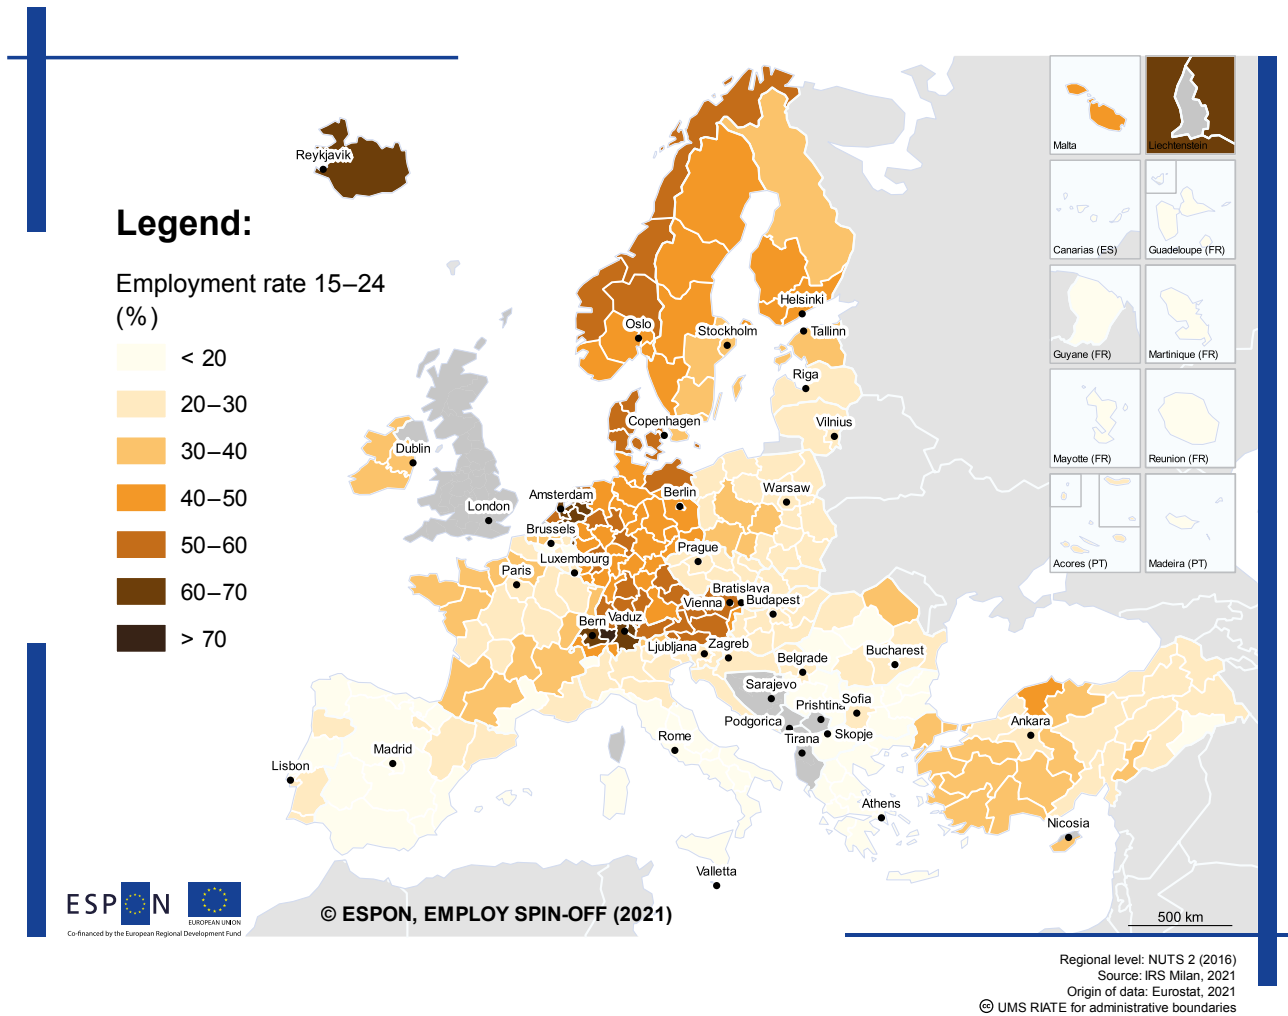 Reykjavik
Legend:
Employment rate 15–24
(%)
< 20
20–30
30–40
40–50
50–60
60–70
> 70
Malta
Liechtenstein
Canarias (ES)
Guadeloupe (FR)
Guyane (FR)
Martinique (FR)
Mayotte (FR)
Reunion (FR)
Acores (PT)
Madeira (PT)
Helsinki
Oslo
Stockholm
Tallinn
Riga
Copenhagen
Vilnius
Dublin
London
Amsterdam
Berlin
Warsaw
Brussels
Luxembourg
Prague
Paris
Bratislava
Vienna
Budapest
Bern
Vaduz
Ljubljana
Zagreb
Belgrade
Bucharest
Sarajevo
Prishtina
Sofia
Podgorica
Skopje
Tirana
Rome
Madrid
Lisbon
Ankara
Athens
Nicosia
Valletta
ESPON
EUROPEAN UNION
Co-financed by the European Regional Development Fund
© ESPON, EMPLOY SPIN-OFF (2021)
500 km
Regional level: NUTS 2 (2016)
Source: IRS Milan, 2021
Origin of data: Eurostat, 2021
cc UMS RIATE for administrative boundaries